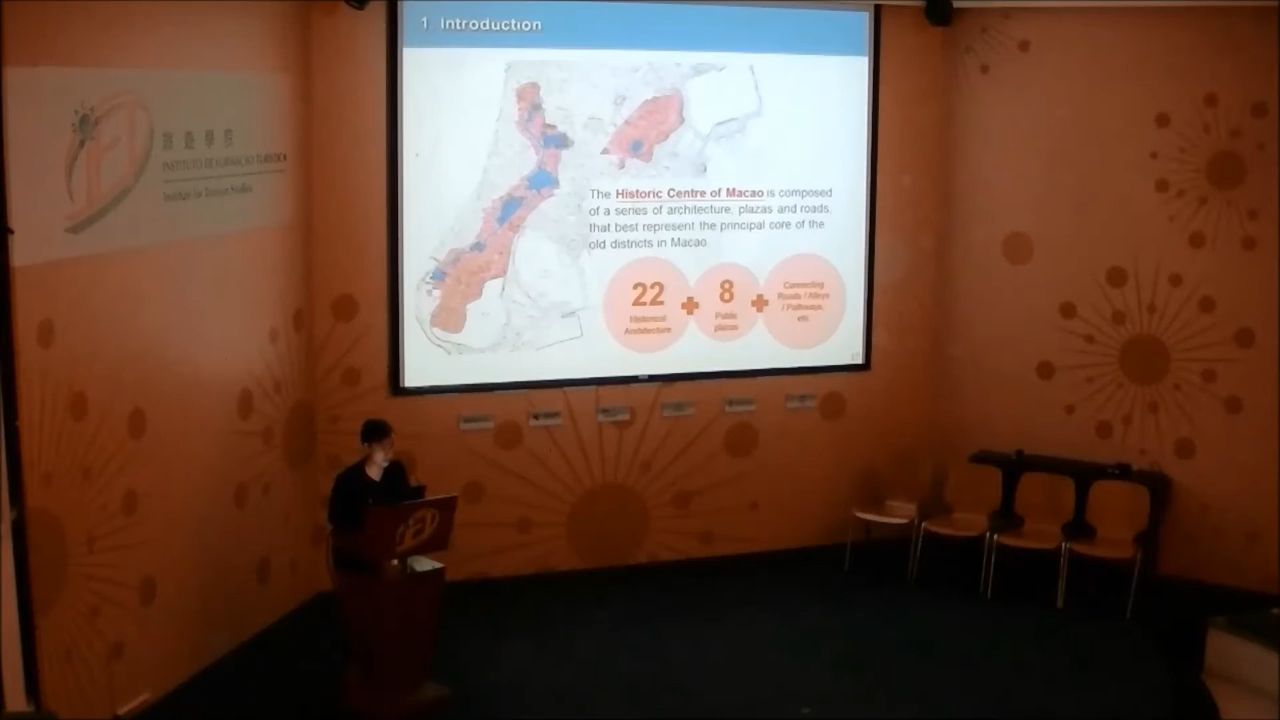 1 Introduction
旅遊學院
INSTITUTO DE FORMAÇÃO TURÍSTICA
Institute for Tourism Studies
The Historic Centre of Macao is composed
of a series of architecture, plazas and roads,
that best represent the principal core of the
old districts in Macao
22
Historical
Architecture
8
Public
plazas
Connecting
Roads / Alleys
/ Pathways,
etc.